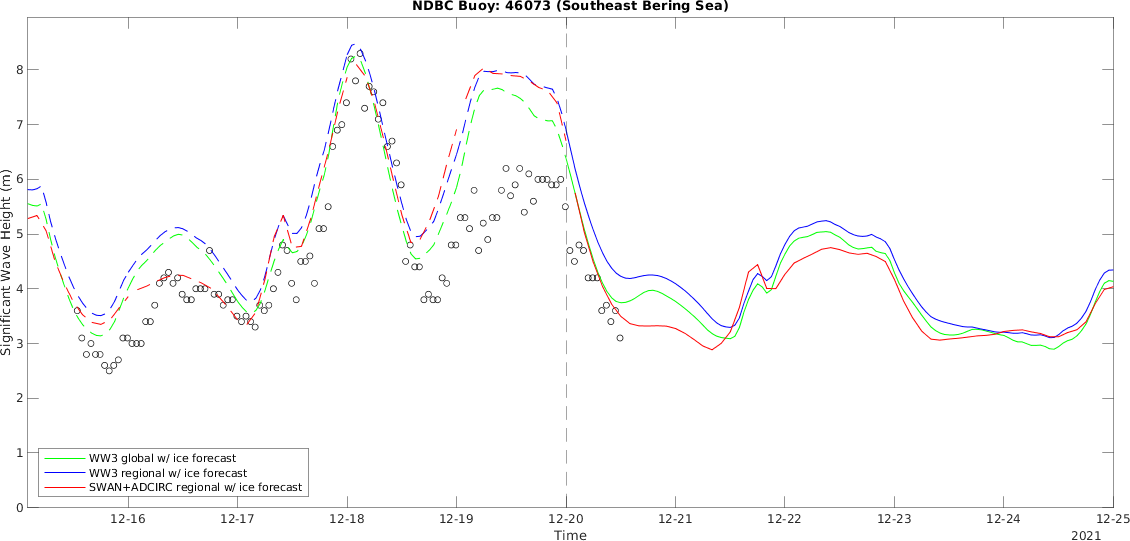 NDBC Buoy: 46073 (Southeast Bering Sea)
Significant Wave Height (m)
8
7
6
5
4
3
2
1
0
WW3 global w/ ice forecast
WW3 regional w/ ice forecast
SWAN+ADCIRC regional w/ ice forecast
12-16 12-17 12-18 12-19 12-20 12-21 12-22 12-23 12-24 12-25
Time
2021